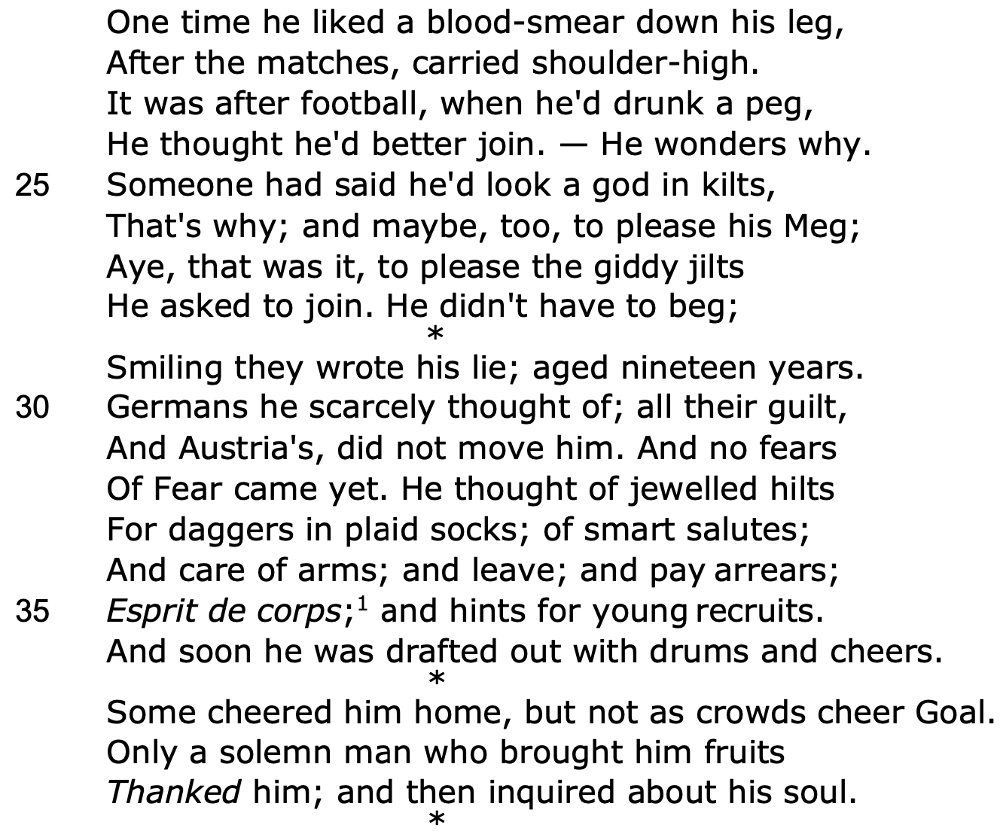 One time he liked a blood-smear down his leg,
After the matches, carried shoulder-high.
It was after football, when he'd drunk a peg,
He thought he'd better join. — He wonders why.
25 Someone had said he'd look a god in kilts,
That's why; and maybe, too, to please his Meg;
Aye, that was it, to please the giddy jilts
He asked to join. He didn't have to beg;
*
Smiling they wrote his lie; aged nineteen years.
30 Germans he scarcely thought of; all their guilt,
And Austria's, did not move him. And no fears
Of Fear came yet. He thought of jewelled hilts
For daggers in plaid socks; of smart salutes;
And care of arms; and leave; and pay arrears;
35 Esprit de corps;¹ and hints for young recruits.
And soon he was drafted out with drums and cheers.
*
Some cheered him home, but not as crowds cheer Goal.
Only a solemn man who brought him fruits
Thanked him; and then inquired about his soul.
*